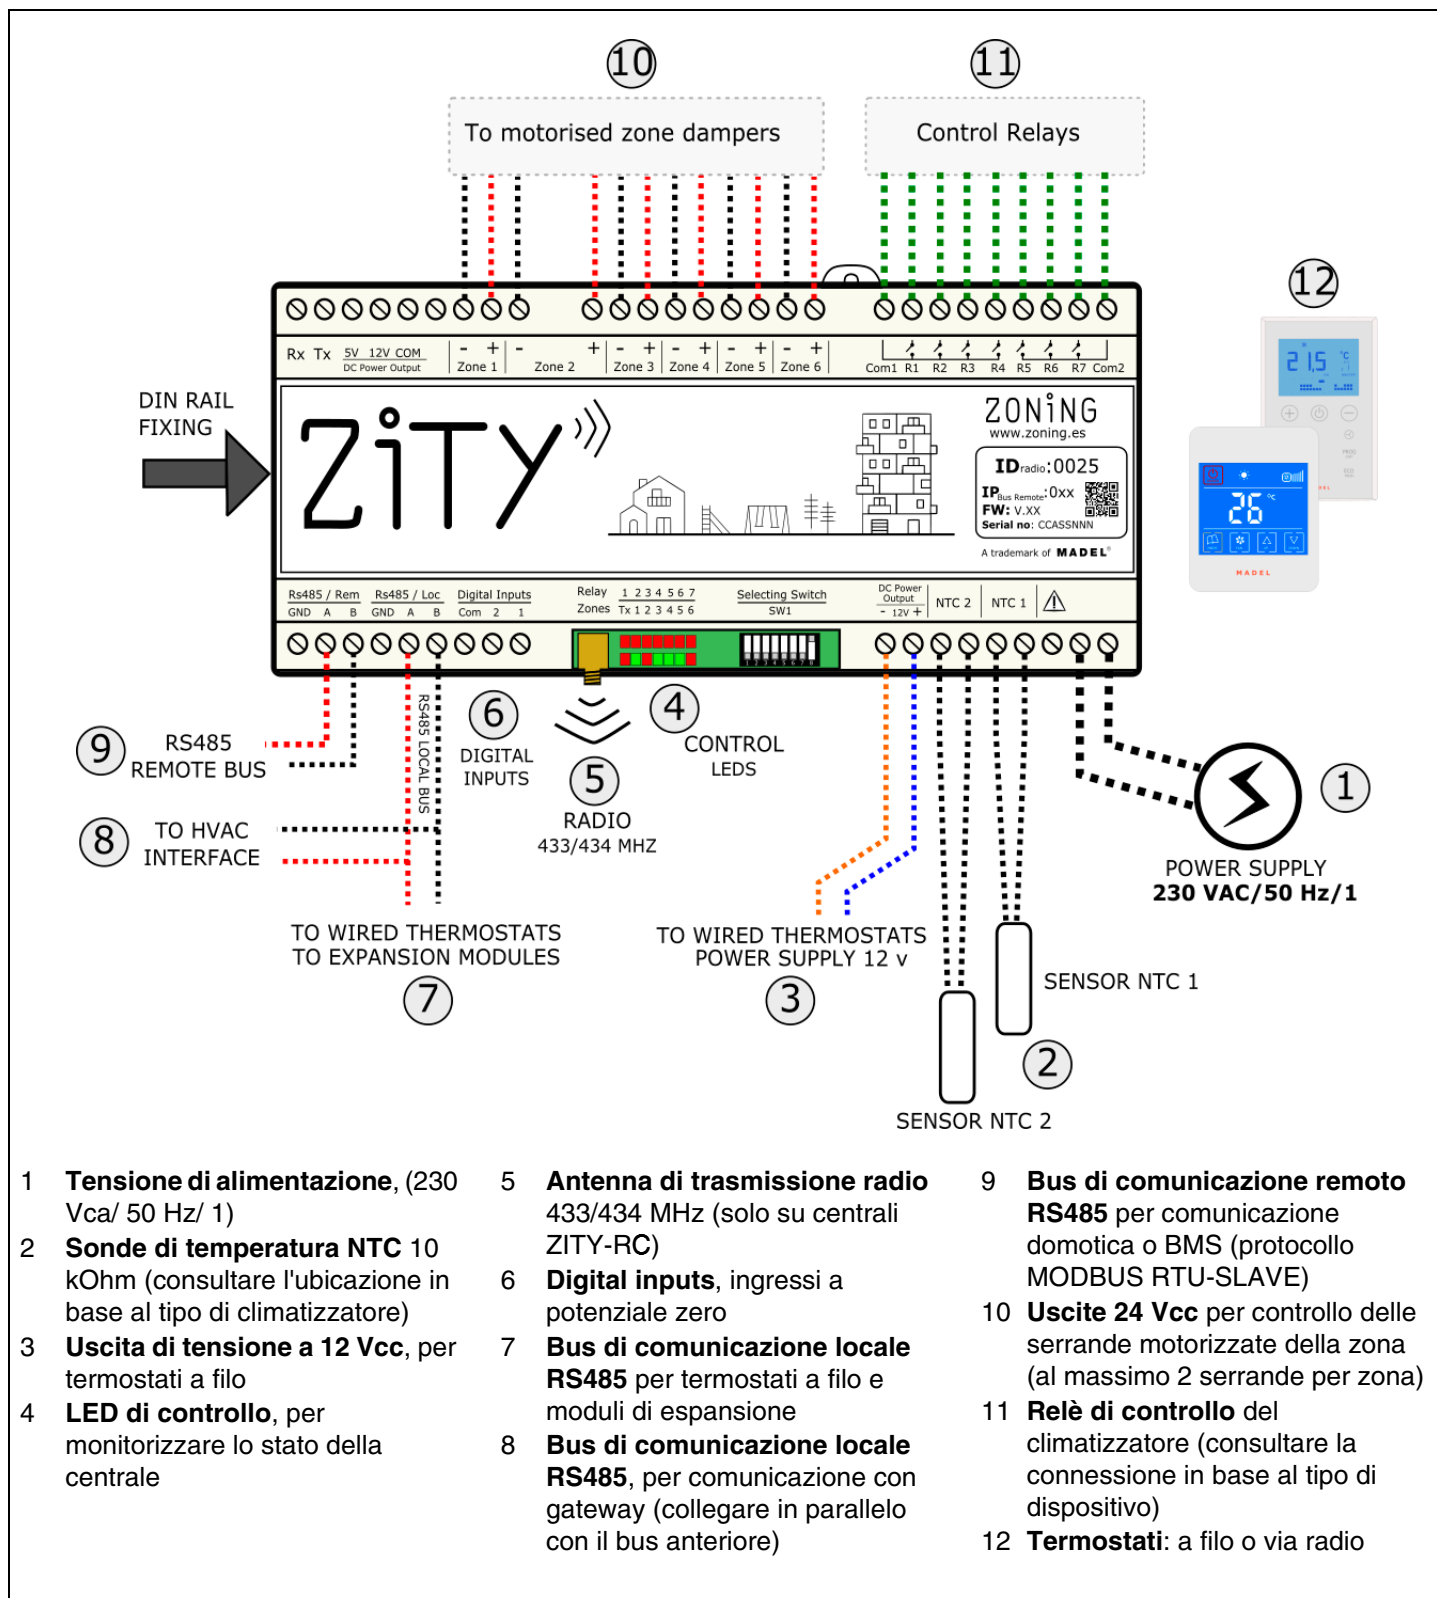 10
11
To motorised zone dampers
Control Relays
12
Rx Tx 5V 12V COM
DC Power Output
- + - + - + - + - + - +
Zone 1 Zone 2 Zone 3 Zone 4 Zone 5 Zone 6
Com1 R1 R2 R3 R4 R5 R6 R7 Com2
DIN RAIL
FIXING
ZiTY
ZONiNG
www.zoning.es
IDradio:0025
IPBus Remote:0xx
FW: V.XX
Serial no: CCASSNNN
A trademark of MADEL®
21,5 °C
26 °C
MADEL
Rs485 / Rem Rs485 / Loc Digital Inputs
GND A B GND A B Com 2 1
Relay 1 2 3 4 5 6 7
Zones Tx 1 2 3 4 5 6
Selecting Switch
SW1
DC Power
Output
- 12V +
NTC 2 NTC 1
1 2 3 4 5 6 7 8
RS485 LOCAL BUS
9 RS485
REMOTE BUS
8 TO HVAC
INTERFACE
6
DIGITAL
INPUTS
5
RADIO
433/434 MHZ
4
CONTROL
LEDS
1
POWER SUPPLY
230 VAC/50 Hz/1
TO WIRED THERMOSTATS
TO EXPANSION MODULES
7
TO WIRED THERMOSTATS
POWER SUPPLY 12 v
3
SENSOR NTC 1
2
SENSOR NTC 2
1 Tensione di alimentazione, (230
Vca/ 50 Hz/ 1)
2 Sonde di temperatura NTC 10
kOhm (consultare l'ubicazione in
base al tipo di climatizzatore)
3 Uscita di tensione a 12 Vcc, per
termostati a filo
4 LED di controllo, per
monitorizzare lo stato della
centrale
5 Antenna di trasmissione radio
433/434 MHz (solo su centrali
ZITY-RC)
6 Digital inputs, ingressi a
potenziale zero
7 Bus di comunicazione locale
RS485 per termostati a filo e
moduli di espansione
8 Bus di comunicazione locale
RS485, per comunicazione con
gateway (collegare in parallelo
con il bus anteriore)
9 Bus di comunicazione remoto
RS485 per comunicazione
domotica o BMS (protocollo
MODBUS RTU-SLAVE)
10 Uscite 24 Vcc per controllo delle
serrande motorizzate della zona
(al massimo 2 serrande per zona)
11 Relè di controllo del
climatizzatore (consultare la
connessione in base al tipo di
dispositivo)
12 Termostati: a filo o via radio